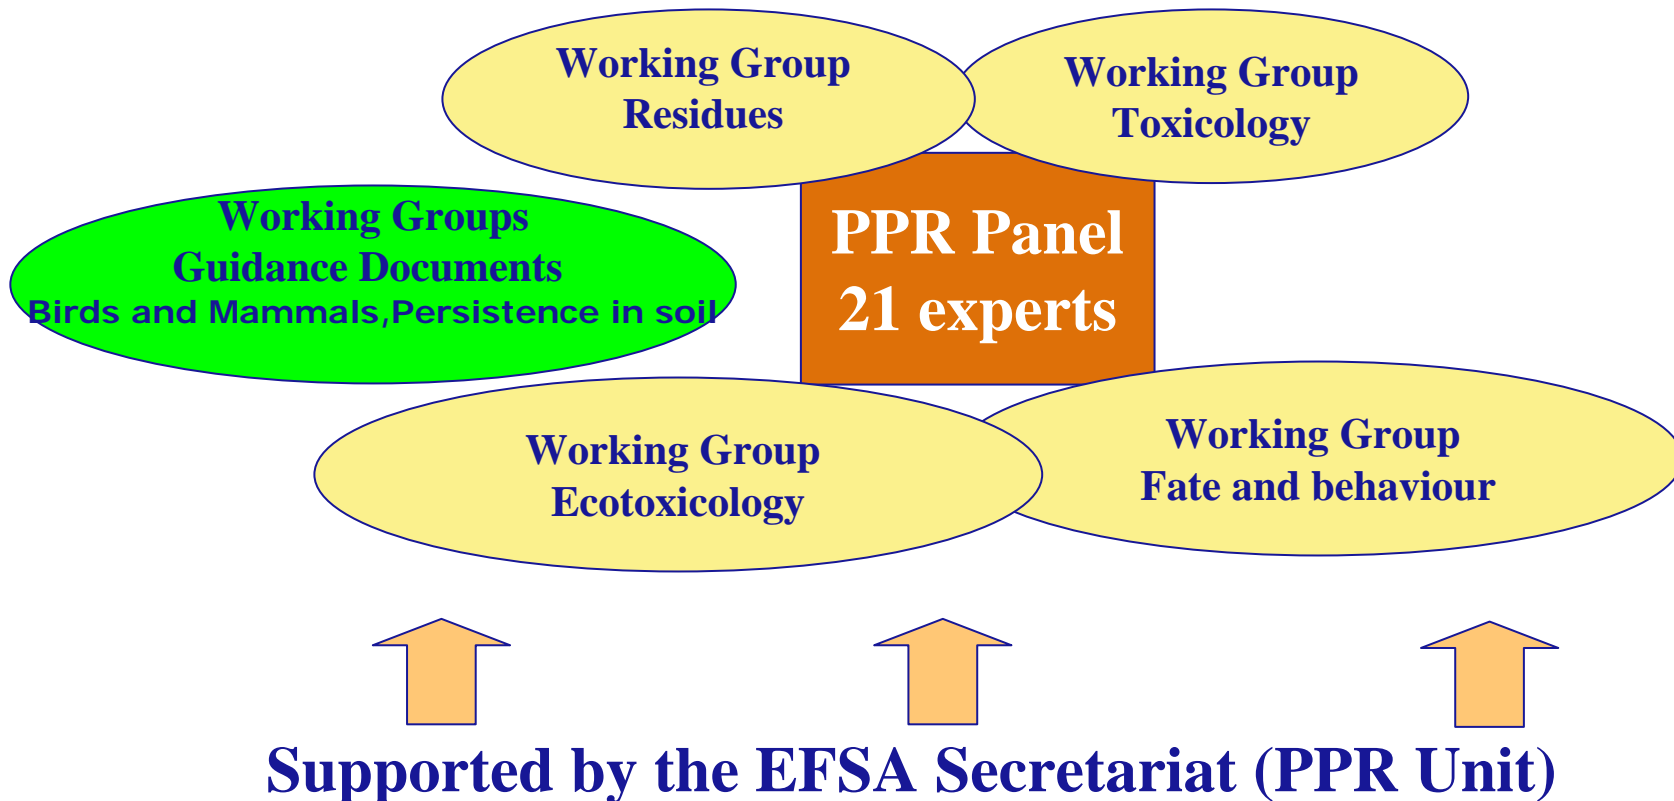 Working Group
Residues
Working Group
Toxicology
Working Groups
Guidance Documents
Birds and Mammals,Persistence in soil
PPR Panel
21 experts
Working Group
Ecotoxicology
Working Group
Fate and behaviour
Supported by the EFSA Secretariat (PPR Unit)